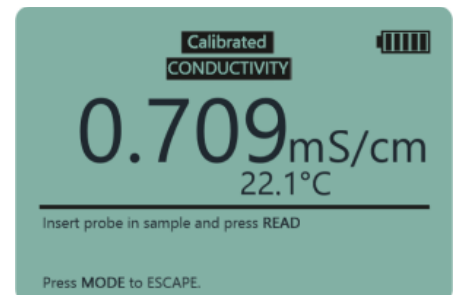 Calibrated
CONDUCTIVITY
0.709mS/cm
22.1°C
Insert probe in sample and press READ
Press MODE to ESCAPE.